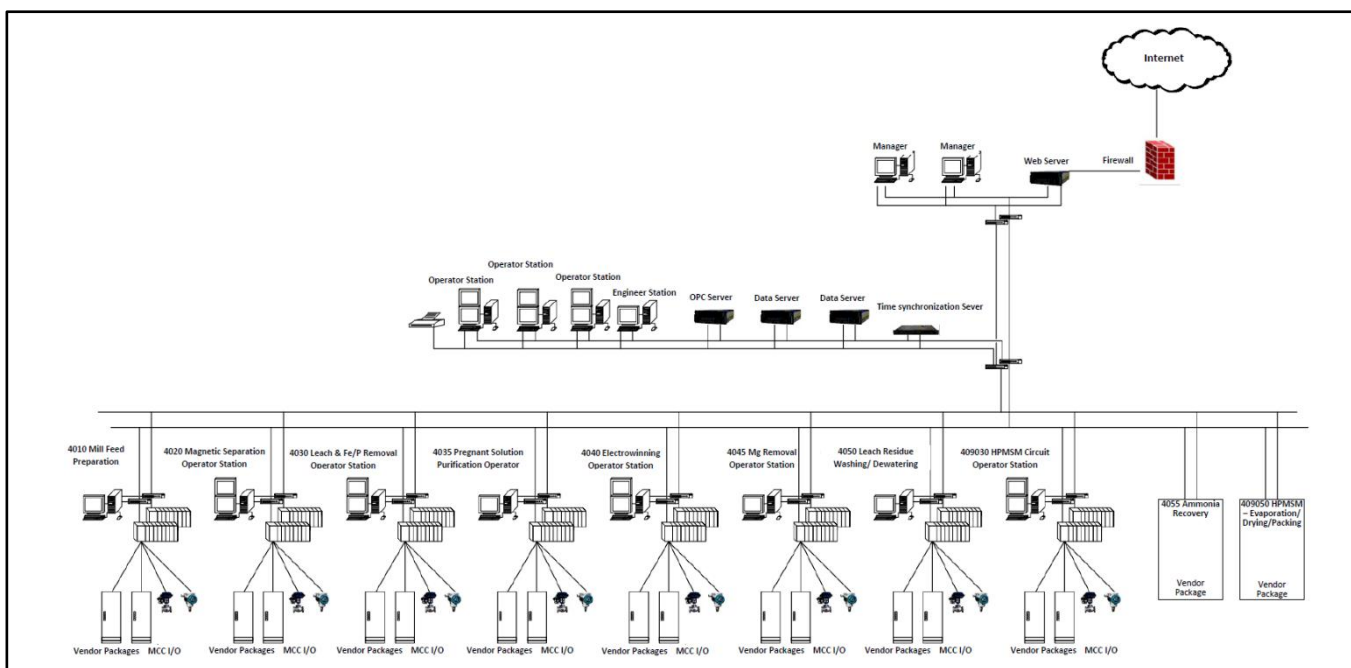 Internet
Manager
Manager
Web Server
Firewall
Operator Station
Operator Station
Operator Station
Engineer Station
OPC Server
Data Server
Data Server
Time synchronization Sever
4010 Mill Feed
Preparation
4020 Magnetic Separation
Operator Station
4030 Leach & Fe/P Removal
Operator Station
4035 Pregnant Solution
Purification Operator
4040 Electrowinning
Operator Station
4045 Mg Removal
Operator Station
4050 Leach Residue
Washing/ Dewatering
409030 HPMSM Circuit
Operator Station
4055 Ammonia
Recovery
Vendor
Package
409050 HPMSM
– Evaporation/
Drying/Packing
Vendor
Package
Vendor Packages MCC I/O
Vendor Packages MCC I/O
Vendor Packages MCC I/O
Vendor Packages MCC I/O
Vendor Packages MCC I/O
Vendor Packages MCC I/O
Vendor Packages MCC I/O
Vendor Packages MCC I/O